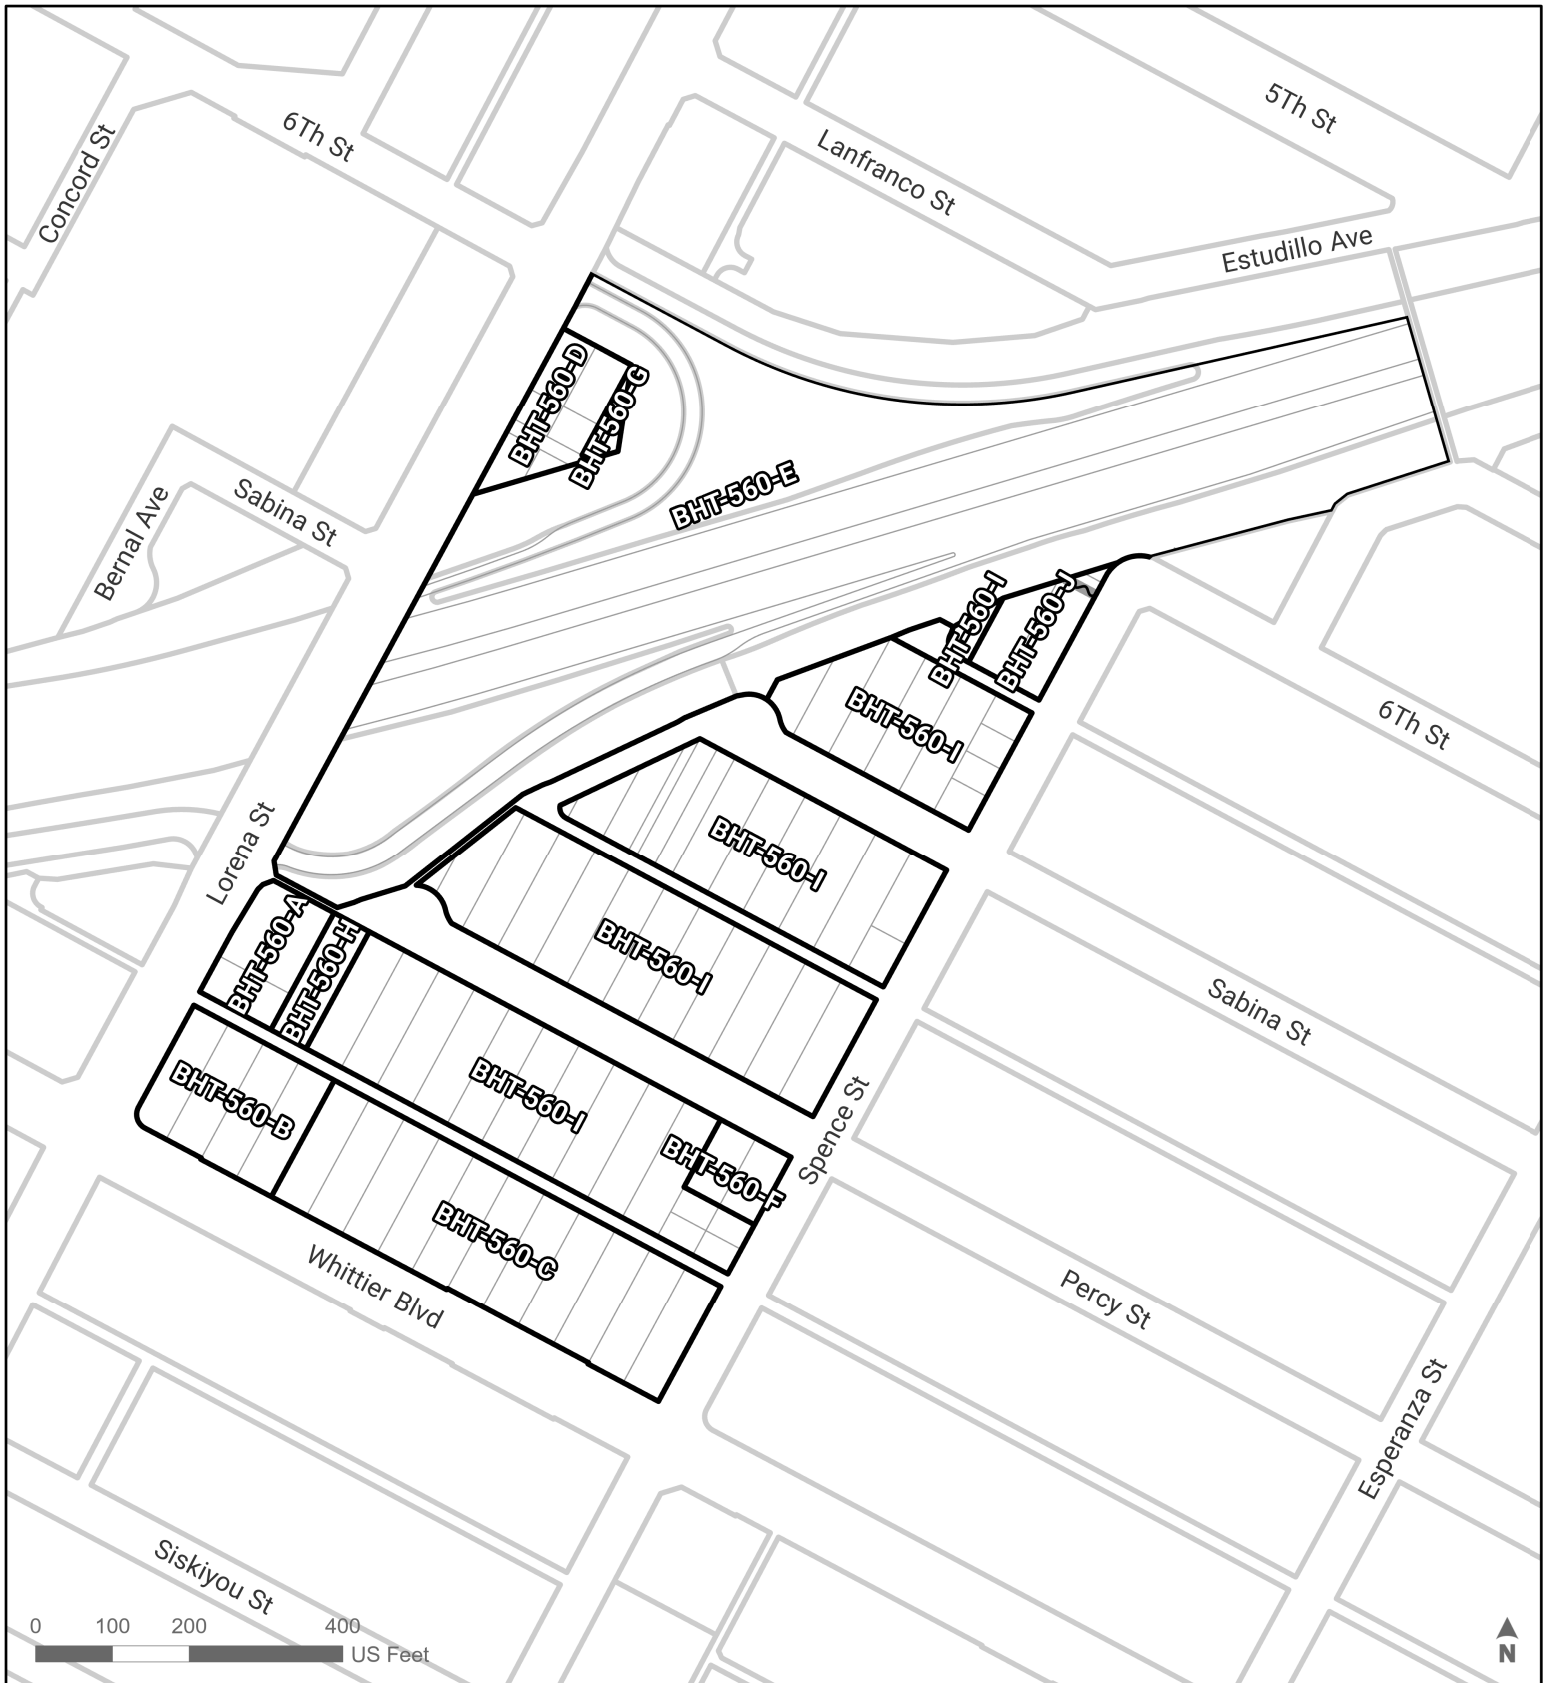 5Th St
6Th St
Concord St
Lanfranco St
Estudillo Ave
BHT-560-D
BHT-560-G
BHT-560-E
Sabina St
Bernal Ave
BHT-560-I
BHT-560-J
BHT-560-I
6Th St
Lorena St
BHT-560-I
BHT-560-A
BHT-560-H
BHT-560-I
Sabina St
BHT-560-B
BHT-560-I
Spence St
BHT-560-F
BHT-560-C
Whittier Blvd
Percy St
Esperanza St
Siskiyou St
0 100 200 400
US Feet
N